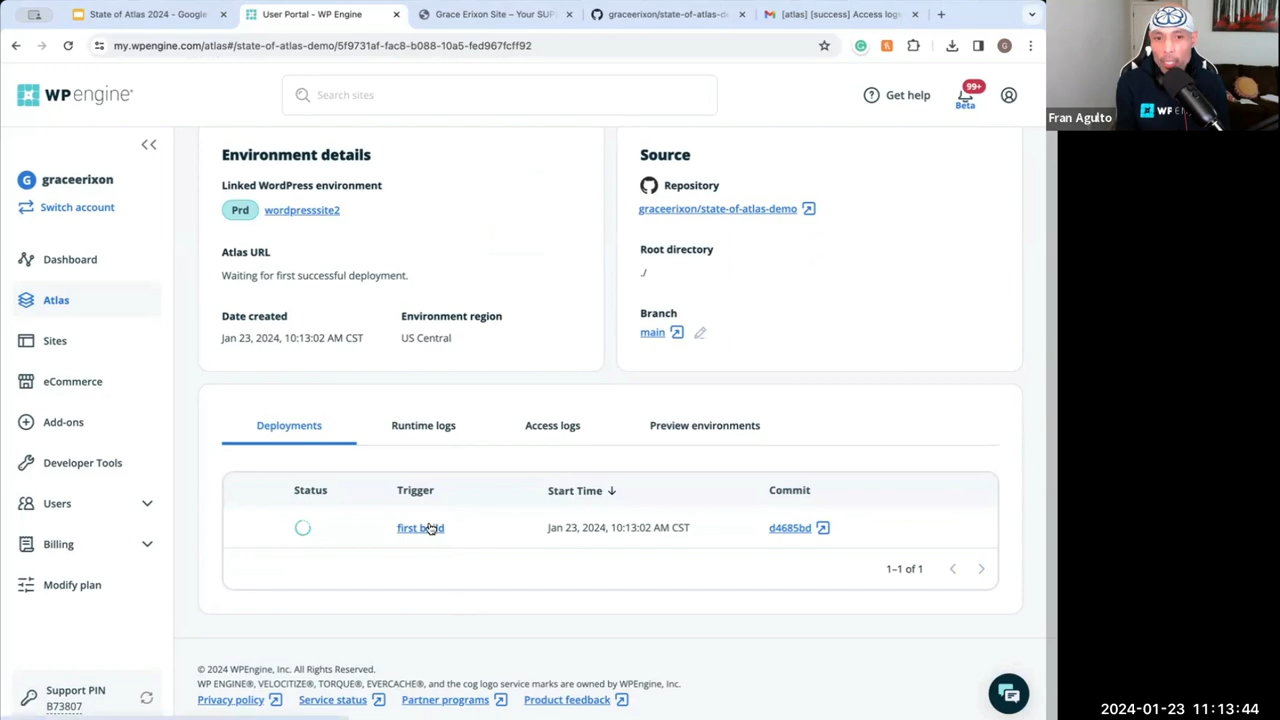 State of Atlas 2024 - Google
User Portal - WP Engine
Grace Erixon Site – Your SUP
graceerixon/state-of-atlas-d
[atlas] [success] Access logs
my.wpengine.com/atlas#/state-of-atlas-demo/5f9731af-fac8-b088-10a5-fed967fcff92
G
WP engine
Search sites
Get help
99+
Beta
Fran Agulto
WP
G graceerixon
Switch account
Dashboard
Atlas
Sites
eCommerce
Add-ons
Developer Tools
Users
Billing
Modify plan
Support PIN
B73807
Environment details
Linked WordPress environment
Prd wordpresssite2
Atlas URL
Waiting for first successful deployment.
Date created Environment region
Jan 23, 2024, 10:13:02 AM CST US Central
Source
Repository
graceerixon/state-of-atlas-demo
Root directory
./
Branch
main
Deployments Runtime logs Access logs Preview environments
Status Trigger Start Time Commit
first build Jan 23, 2024, 10:13:02 AM CST d4685bd
1–1 of 1
© 2024 WPEngine, Inc. All Rights Reserved.
WP ENGINE®, VELOCITIZE®, TORQUE®, EVERCACHE®, and the cog logo service marks are owned by WPEngine, Inc.
Privacy policy Service status Partner programs Product feedback
2024-01-23 11:13:44